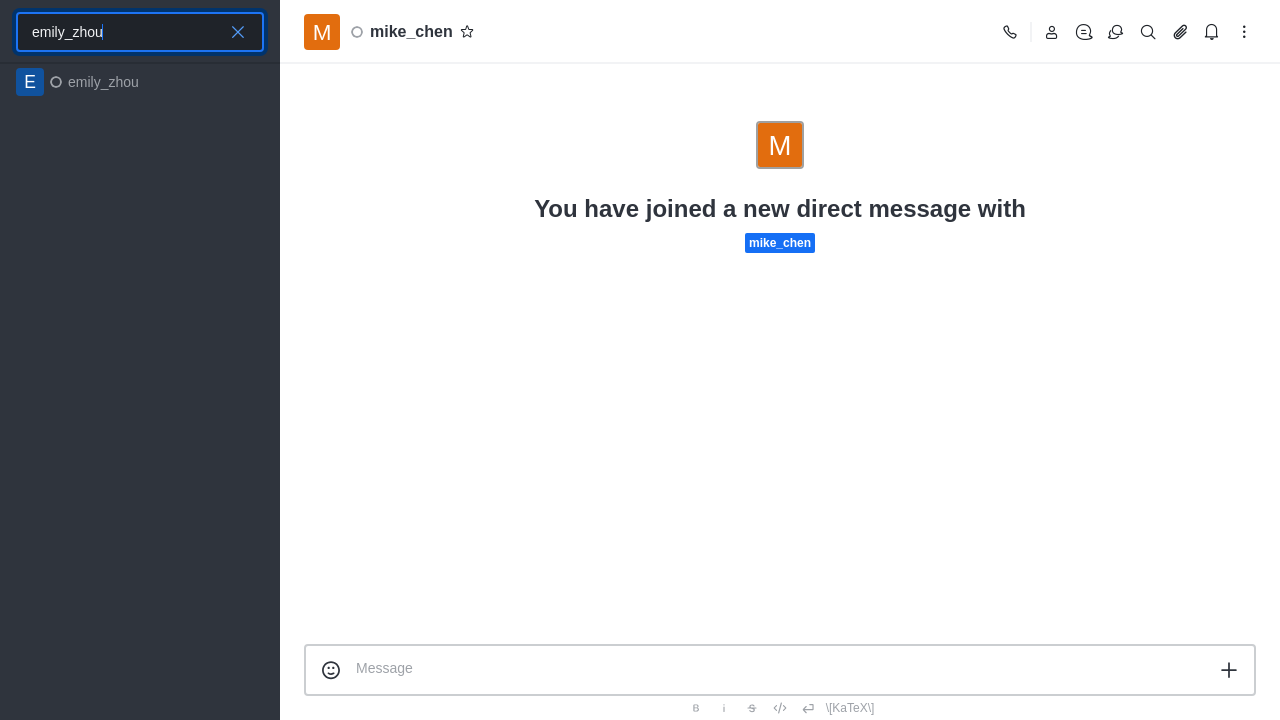 emily_zhou
E emily_zhou
M mike_chen
M
You have joined a new direct message with
mike_chen
Message
B i S \[KaTeX\]